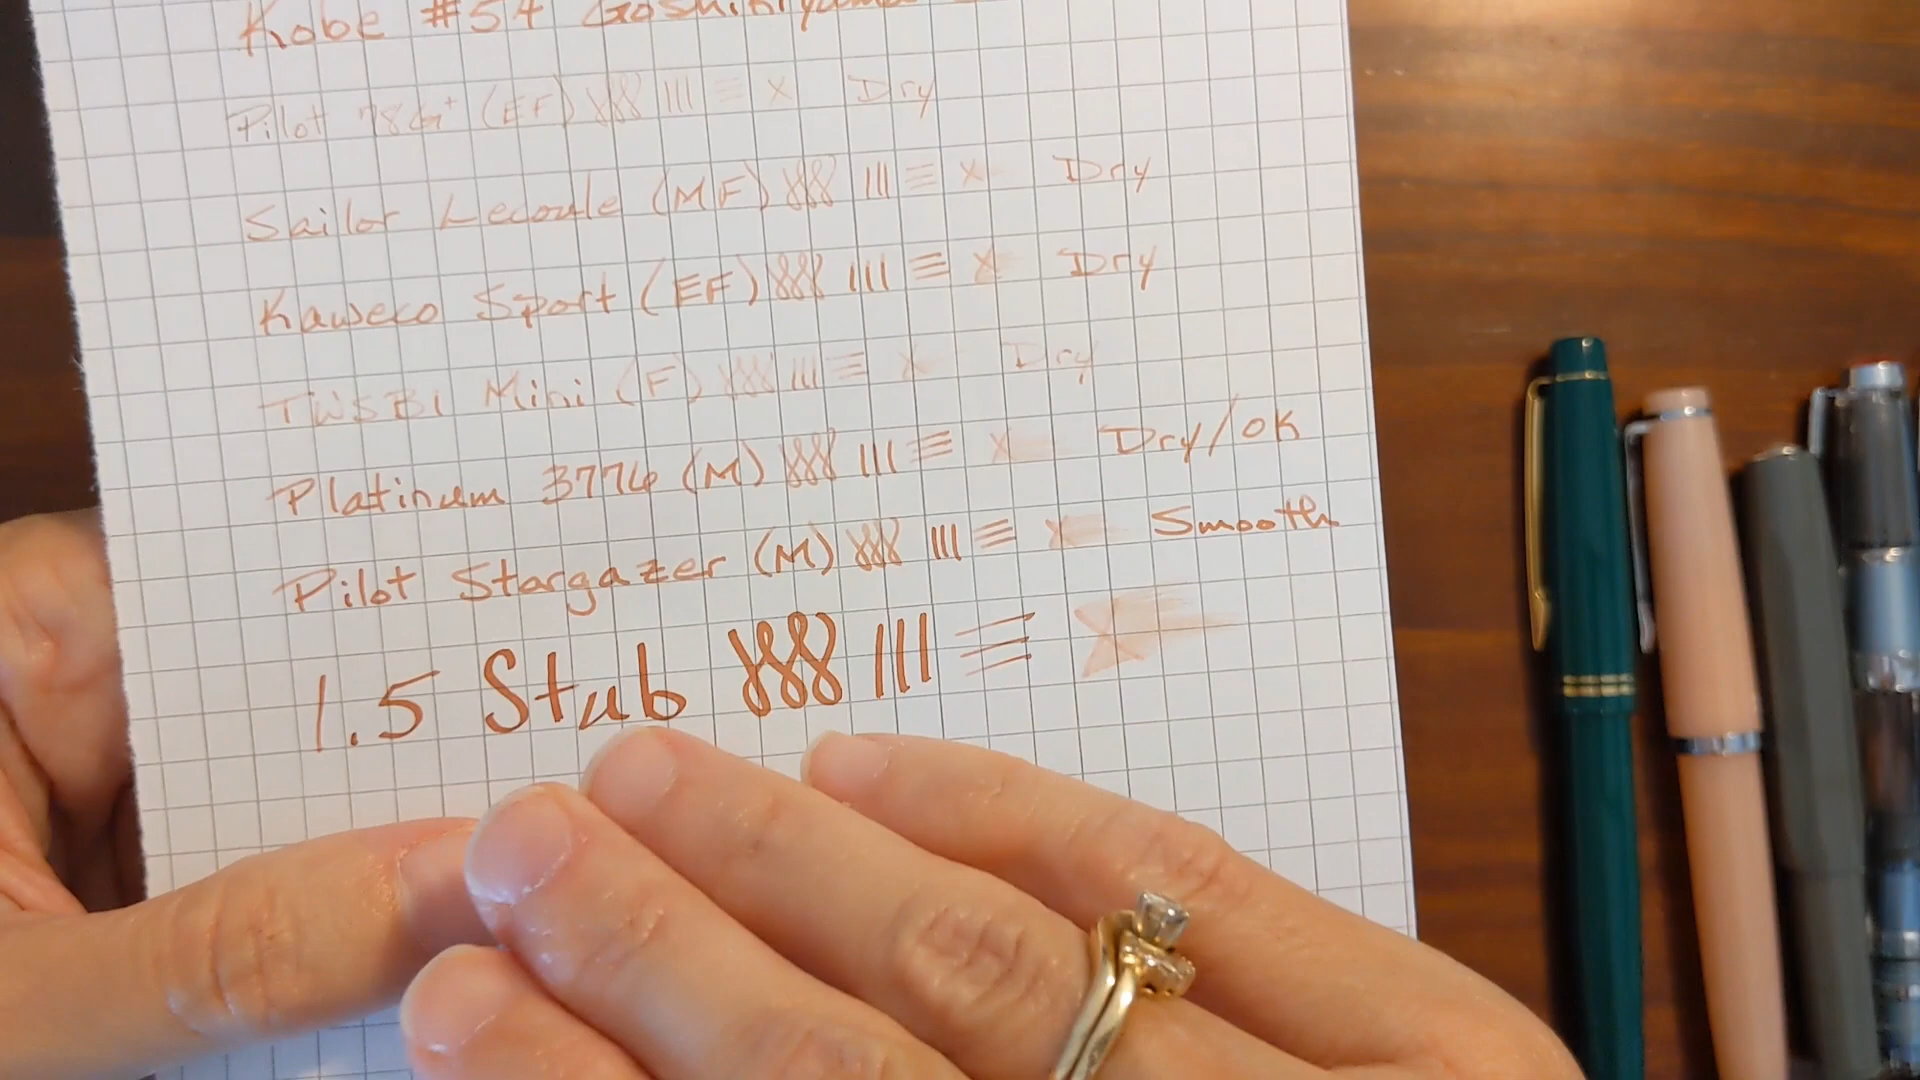 Kobe #54 Goshikiyama
Pilot 78G+ (EF) Dry
Sailor Lecoule (MF) Dry
Kaweco Sport (EF) Dry
TWSBI Mini (F) Dry
Platinum 3776 (M) Dry/OK
Pilot Stargazer (M) Smooth
1.5 Stub